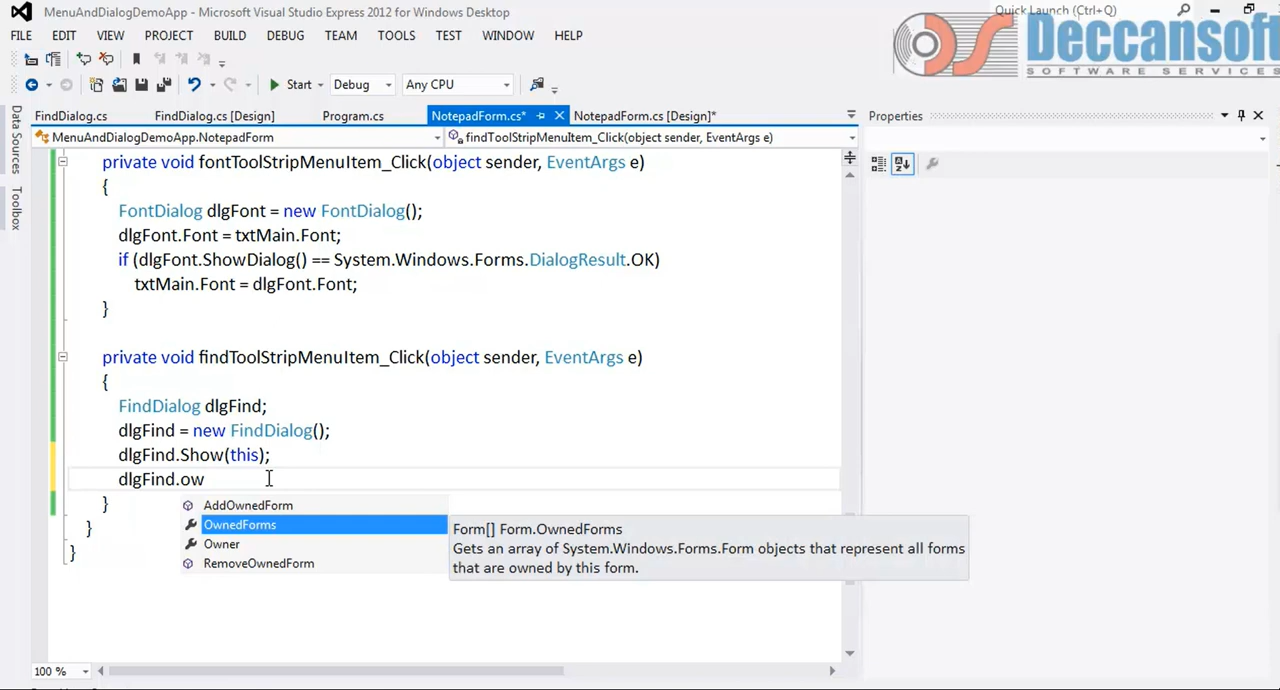 MenuAndDialogDemoApp - Microsoft Visual Studio Express 2012 for Windows Desktop
Quick Launch (Ctrl+Q)
Deccansoft
SOFTWARE SERVICES
FILE EDIT VIEW PROJECT BUILD DEBUG TEAM TOOLS TEST WINDOW HELP
Start Debug Any CPU
Data Sources
Toolbox
FindDialog.cs FindDialog.cs [Design] Program.cs NotepadForm.cs* NotepadForm.cs [Design]*
Properties
MenuAndDialogDemoApp.NotepadForm findToolStripMenuItem_Click(object sender, EventArgs e)
private void fontToolStripMenuItem_Click(object sender, EventArgs e)
{
FontDialog dlgFont = new FontDialog();
dlgFont.Font = txtMain.Font;
if (dlgFont.ShowDialog() == System.Windows.Forms.DialogResult.OK)
txtMain.Font = dlgFont.Font;
}
private void findToolStripMenuItem_Click(object sender, EventArgs e)
{
FindDialog dlgFind;
dlgFind = new FindDialog();
dlgFind.Show(this);
dlgFind.ow
}
}
}
AddOwnedForm
OwnedForms
Owner
RemoveOwnedForm
Form[] Form.OwnedForms
Gets an array of System.Windows.Forms.Form objects that represent all forms
that are owned by this form.
100 %